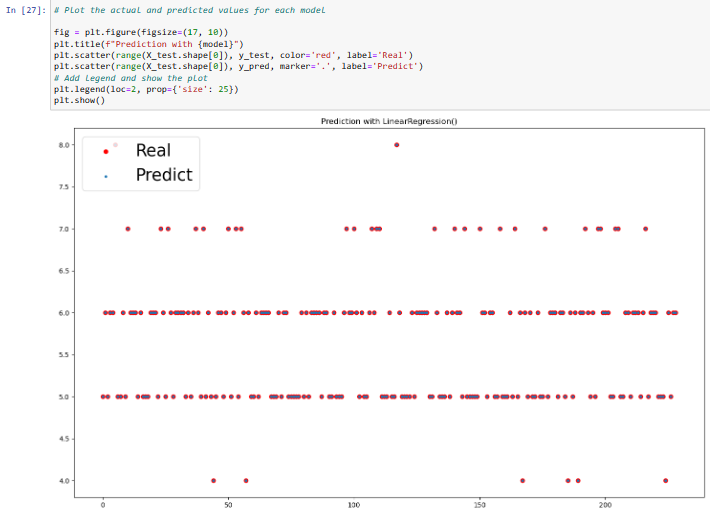 In [27]: # Plot the actual and predicted values for each model
fig = plt.figure(figsize=(17, 10))
plt.title(f"Prediction with {model}")
plt.scatter(range(X_test.shape[0]), y_test, color='red', label='Real')
plt.scatter(range(X_test.shape[0]), y_pred, marker='.', label='Predict')
# Add Legend and show the plot
plt.legend(loc=2, prop={'size': 25})
plt.show()
Prediction with LinearRegression()
8.0
Real
Predict
7.5
7.0
6.5
6.0
5.5
5.0
4.5
4.0
0 50 100 150 200